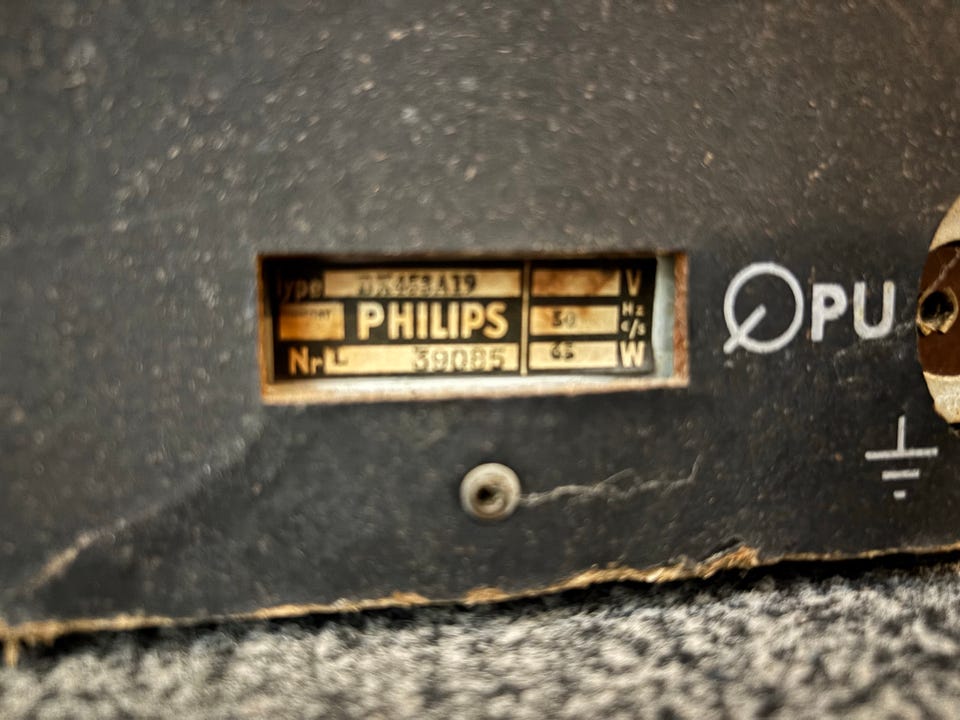 Type
PHILIPS
50 Hz c/s
Nr L 39085
65 W
V
PU